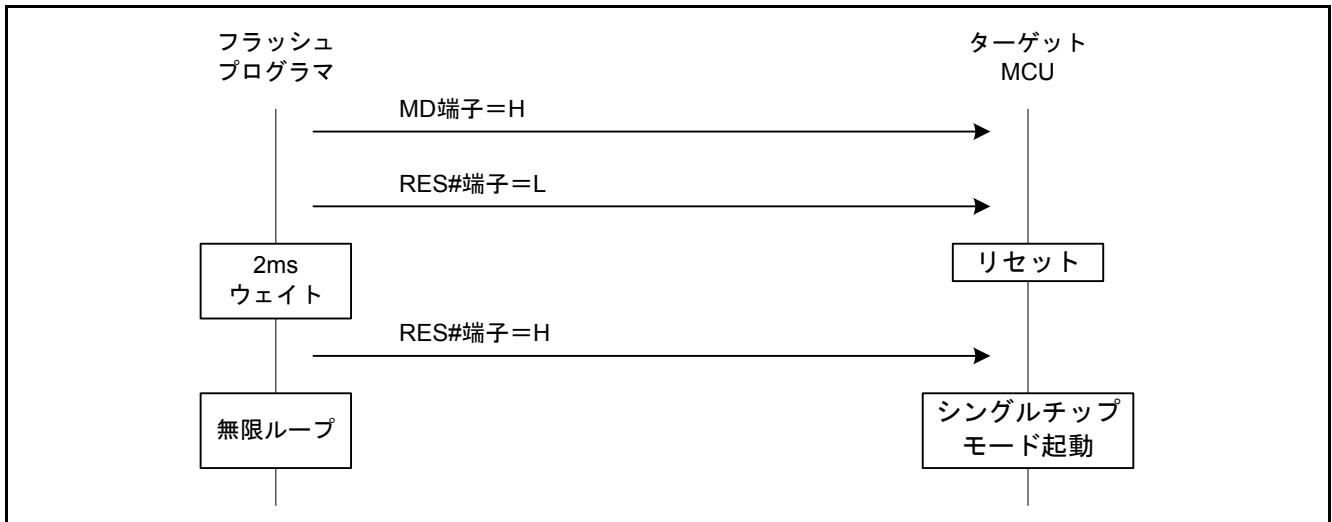 フラッシュ
プログラマ
ターゲット
MCU
MD端子＝H
RES#端子＝L
2ms
ウェイト
リセット
RES#端子＝H
無限ループ
シングルチップ
モード起動